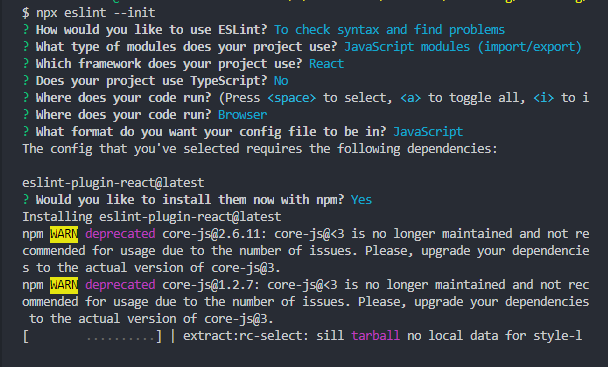 $ npx eslint --init
? How would you like to use ESLint? To check syntax and find problems
? What type of modules does your project use? JavaScript modules (import/export)
? Which framework does your project use? React
? Does your project use TypeScript? No
? Where does your code run? (Press <space> to select, <a> to toggle all, <i> to i
? Where does your code run? Browser
? What format do you want your config file to be in? JavaScript
The config that you've selected requires the following dependencies:

eslint-plugin-react@latest
? Would you like to install them now with npm? Yes
Installing eslint-plugin-react@latest
npm WARN deprecated core-js@2.6.11: core-js@<3 is no longer maintained and not re
commended for usage due to the number of issues. Please, upgrade your dependencie
s to the actual version of core-js@3.
npm WARN deprecated core-js@1.2.7: core-js@<3 is no longer maintained and not rec
ommended for usage due to the number of issues. Please, upgrade your dependencies
 to the actual version of core-js@3.
[       ..........] | extract:rc-select: sill tarball no local data for style-l